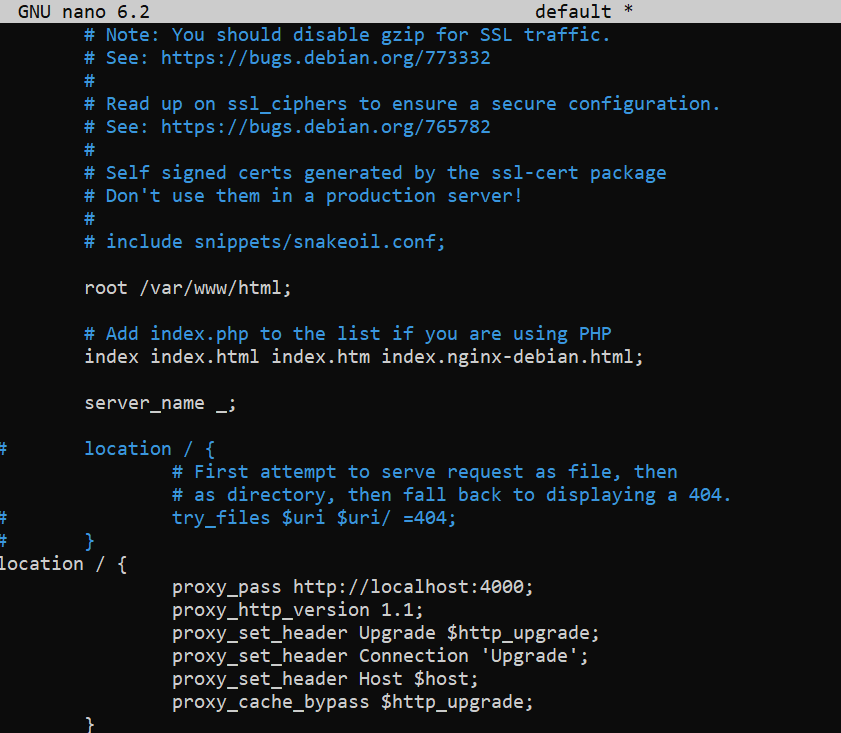 GNU nano 6.2 default *
# Note: You should disable gzip for SSL traffic.
# See: https://bugs.debian.org/773332
#
# Read up on ssl_ciphers to ensure a secure configuration.
# See: https://bugs.debian.org/765782
#
# Self signed certs generated by the ssl-cert package
# Don't use them in a production server!
#
# include snippets/snakeoil.conf;
root /var/www/html;
# Add index.php to the list if you are using PHP
index index.html index.htm index.nginx-debian.html;
server_name _;
# location / {
# First attempt to serve request as file, then
# as directory, then fall back to displaying a 404.
# try_files $uri $uri/ =404;
# }
location / {
proxy_pass http://localhost:4000;
proxy_http_version 1.1;
proxy_set_header Upgrade $http_upgrade;
proxy_set_header Connection 'Upgrade';
proxy_set_header Host $host;
proxy_cache_bypass $http_upgrade;
}